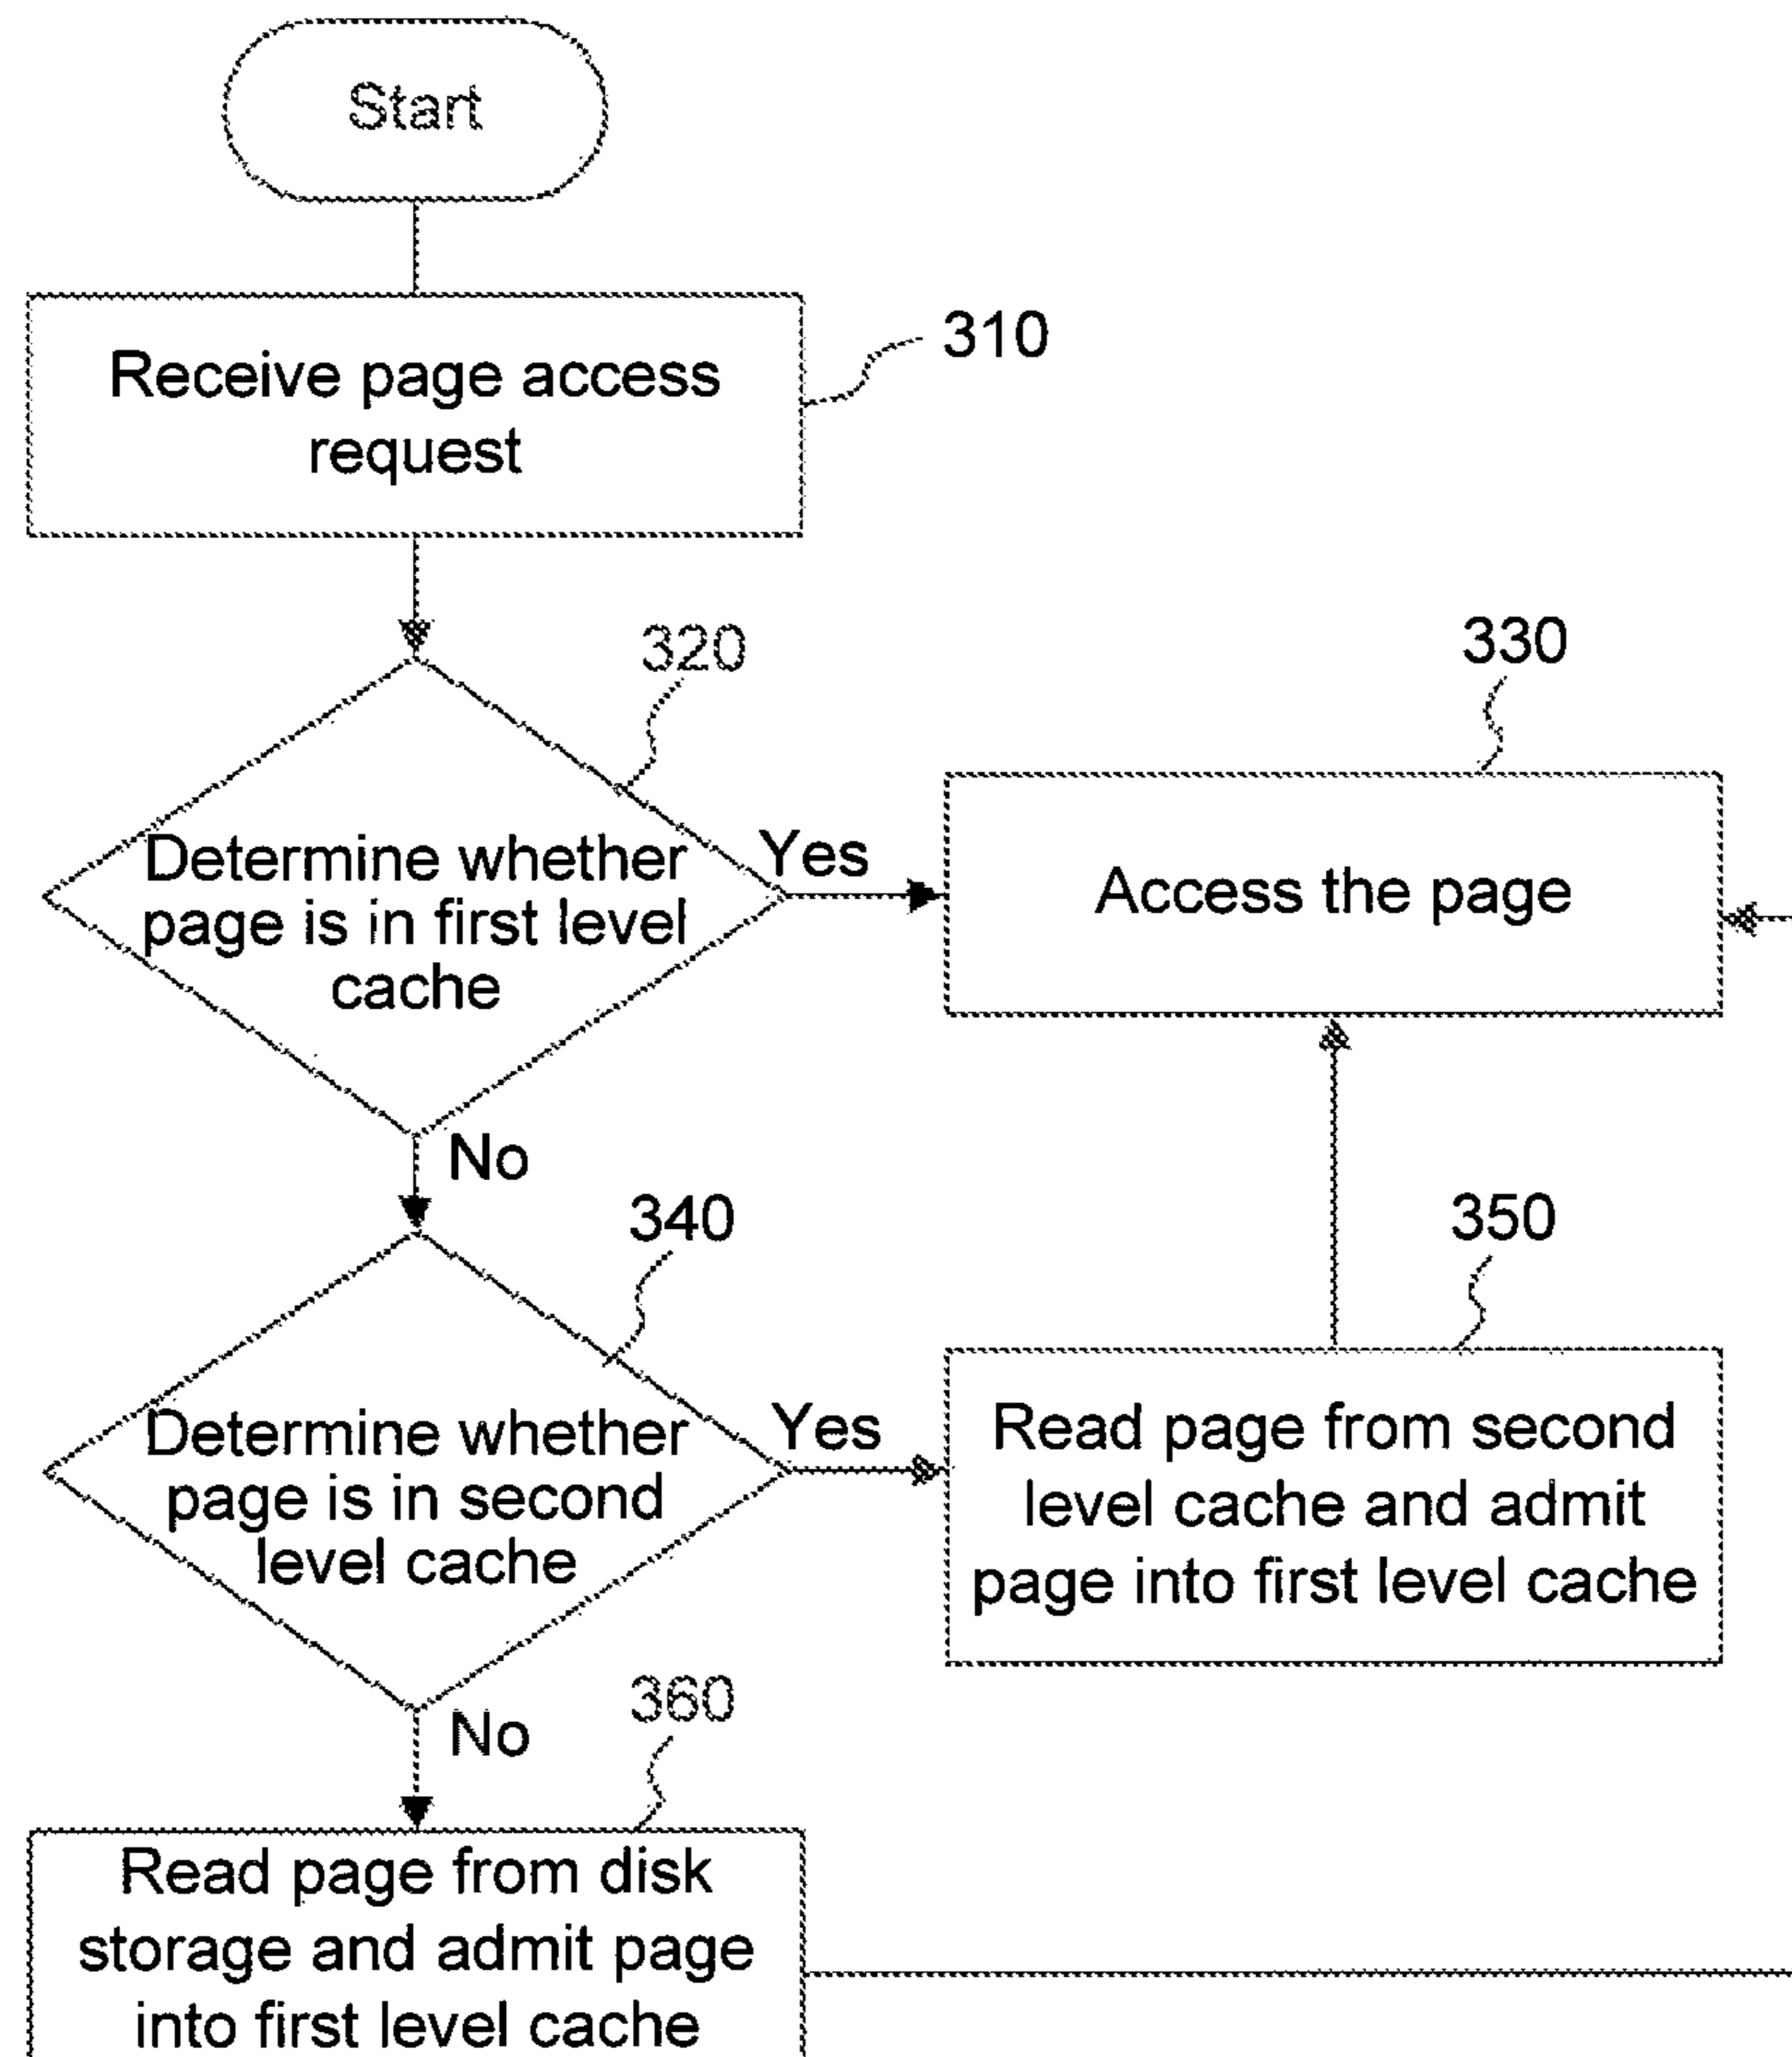 Start
310
Receive page access
request
320
330
Determine whether
page is in first level
cache
Yes
Access the page
No
340
350
Determine whether
page is in second
level cache
Yes
Read page from second
level cache and admit
page into first level cache
No
360
Read page from disk
storage and admit page
into first level cache